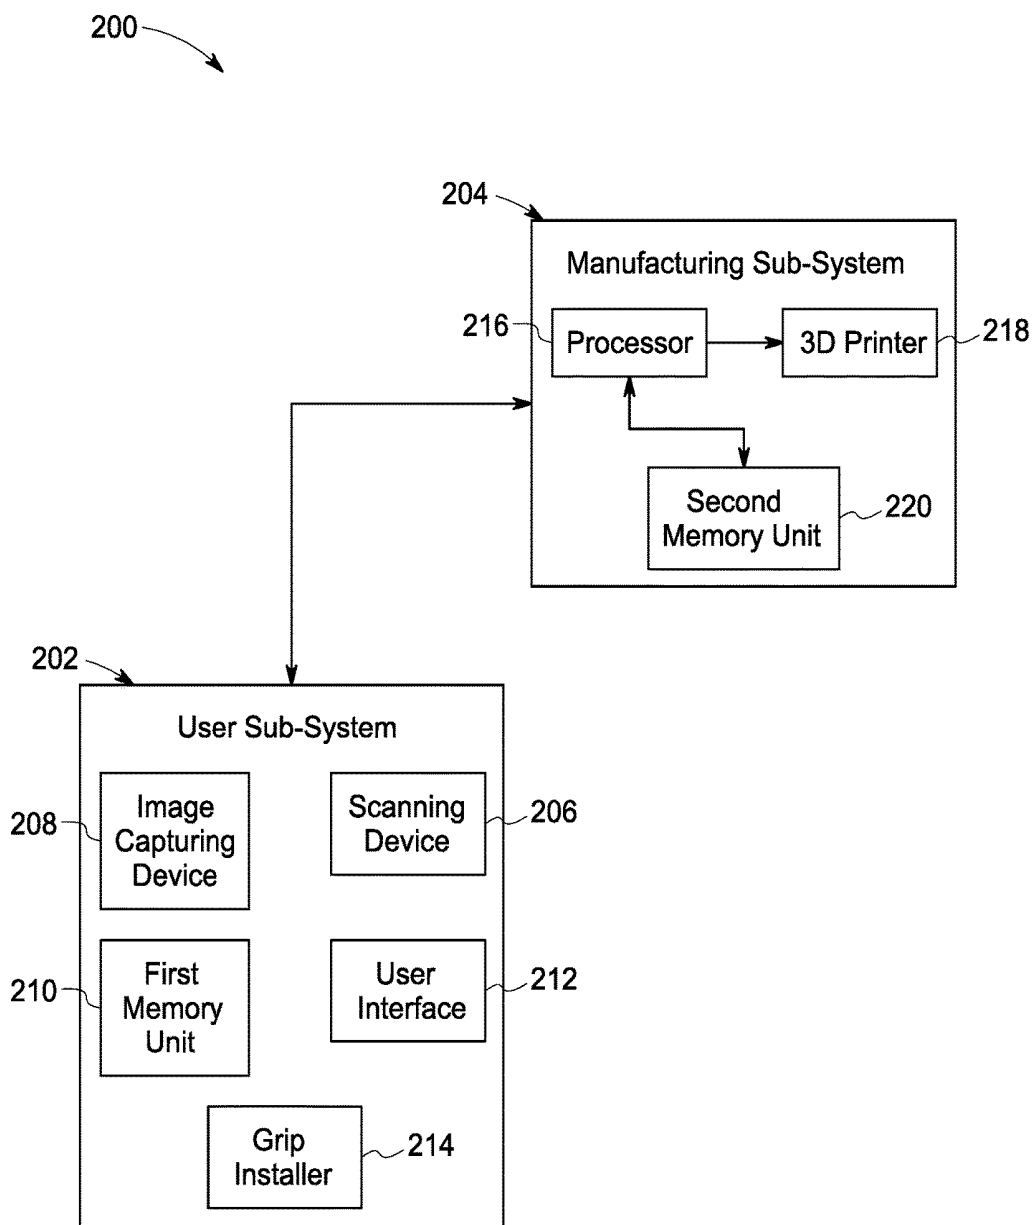 200
204
Manufacturing Sub-System
216
Processor
3D Printer
218
Second
Memory Unit
220
202
User Sub-System
208
Image
Capturing
Device
Scanning
Device
206
210
First
Memory
Unit
User
Interface
212
Grip
Installer
214